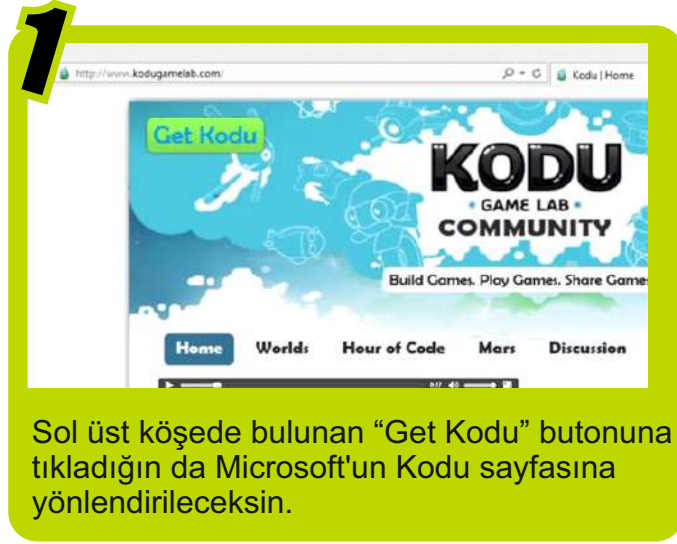 1
http://www.kodugamelab.com/
Kodu | Home
Get Kodu
KODU
• GAME LAB •
COMMUNITY
Build Games. Play Games. Share Game
Home Worlds Hour of Code Mars Discussion
Sol üst köşede bulunan “Get Kodu” butonuna
tıkladığın da Microsoft'un Kodu sayfasına
yönlendirileceksin.